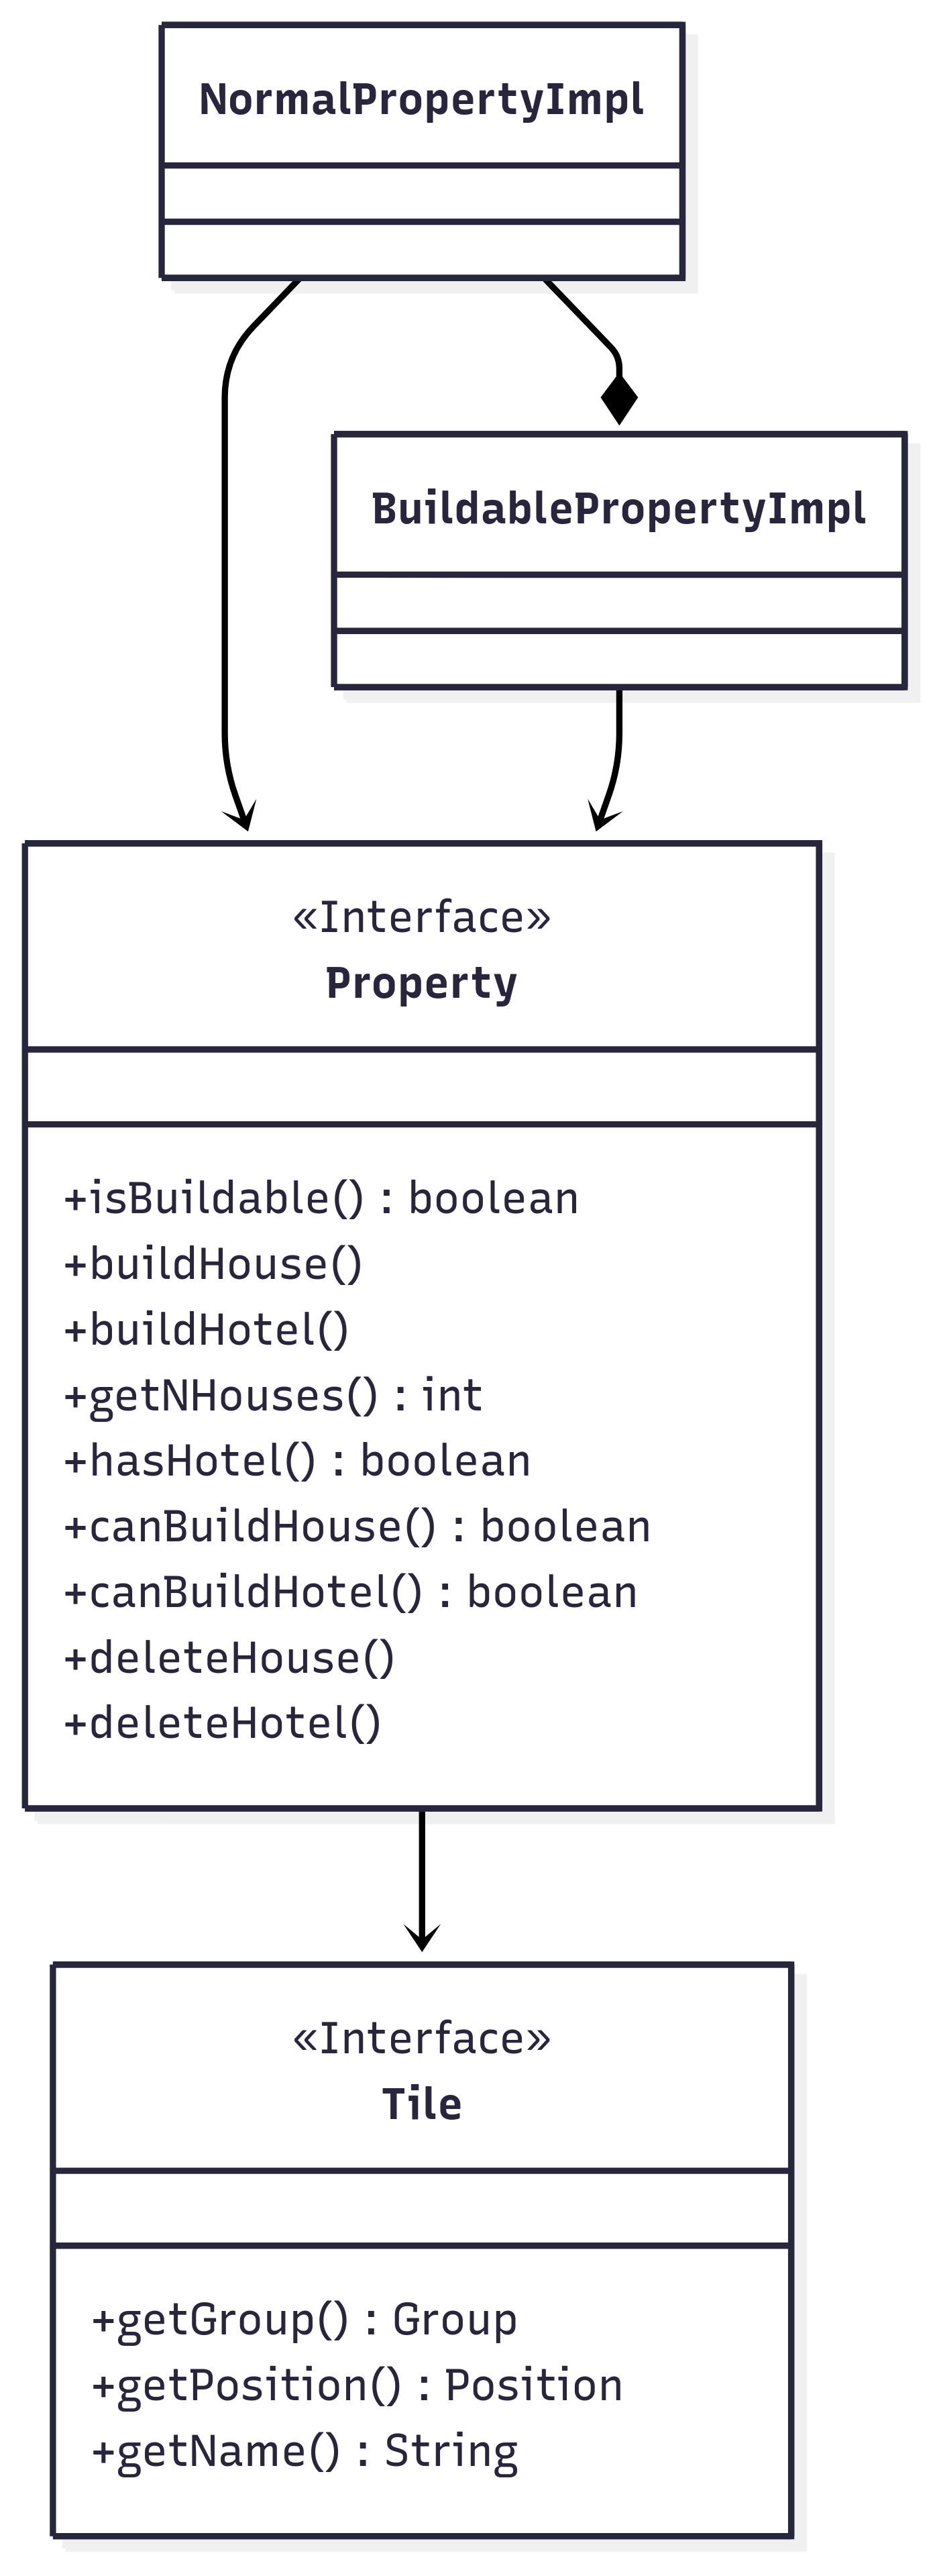 NormalPropertyImpl
BuildablePropertyImpl
«Interface»
Property
+isBuildable() : boolean
+buildHouse()
+buildHotel()
+getNHouses() : int
+hasHotel() : boolean
+canBuildHouse() : boolean
+canBuildHotel() : boolean
+deleteHouse()
+deleteHotel()
«Interface»
Tile
+getGroup() : Group
+getPosition() : Position
+getName() : String